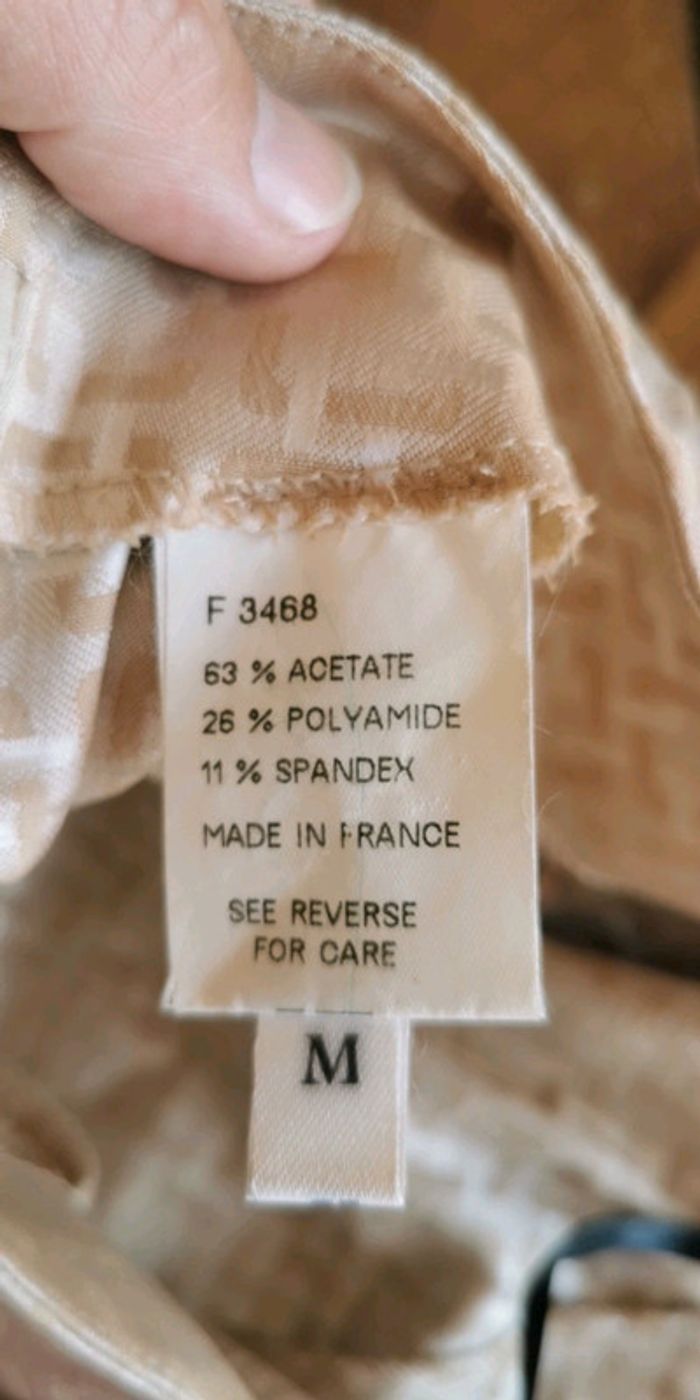 F 3468
63 % ACETATE
26 % POLYAMIDE
11 % SPANDEX
MADE IN FRANCE
SEE REVERSE
FOR CARE
M